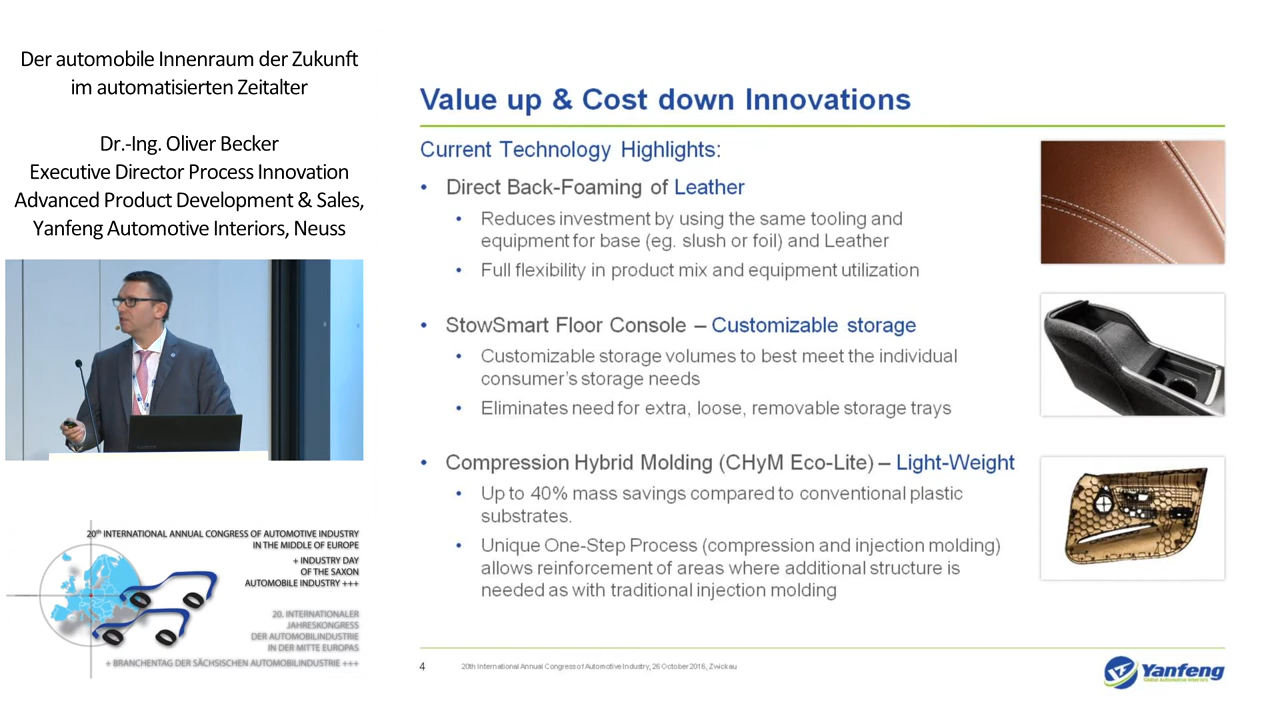 Der automobile Innenraum der Zukunft
im automatisierten Zeitalter
Dr.-Ing. Oliver Becker
Executive Director Process Innovation
Advanced Product Development & Sales,
Yanfeng Automotive Interiors, Neuss
20th INTERNATIONAL ANNUAL CONGRESS OF AUTOMOTIVE INDUSTRY
IN THE MIDDLE OF EUROPE
+ INDUSTRY DAY
OF THE SAXON
AUTOMOBILE INDUSTRY +++
20. INTERNATIONALER
JAHRESKONGRESS
DER AUTOMOBILINDUSTRIE
IN DER MITTE EUROPAS
+ BRANCHENTAG DER SÄCHSISCHEN AUTOMOBILINDUSTRIE +++
Value up & Cost down Innovations
Current Technology Highlights:
• Direct Back-Foaming of Leather
• Reduces investment by using the same tooling and
equipment for base (eg. slush or foil) and Leather
• Full flexibility in product mix and equipment utilization
• StowSmart Floor Console – Customizable storage
• Customizable storage volumes to best meet the individual
consumer's storage needs
• Eliminates need for extra, loose, removable storage trays
• Compression Hybrid Molding (CHyM Eco-Lite) – Light-Weight
• Up to 40% mass savings compared to conventional plastic
substrates.
• Unique One-Step Process (compression and injection molding)
allows reinforcement of areas where additional structure is
needed as with traditional injection molding
4 20th International Annual Congress of Automotive Industry, 26 October 2016, Zwickau
Yanfeng
Global Automotive Interiors